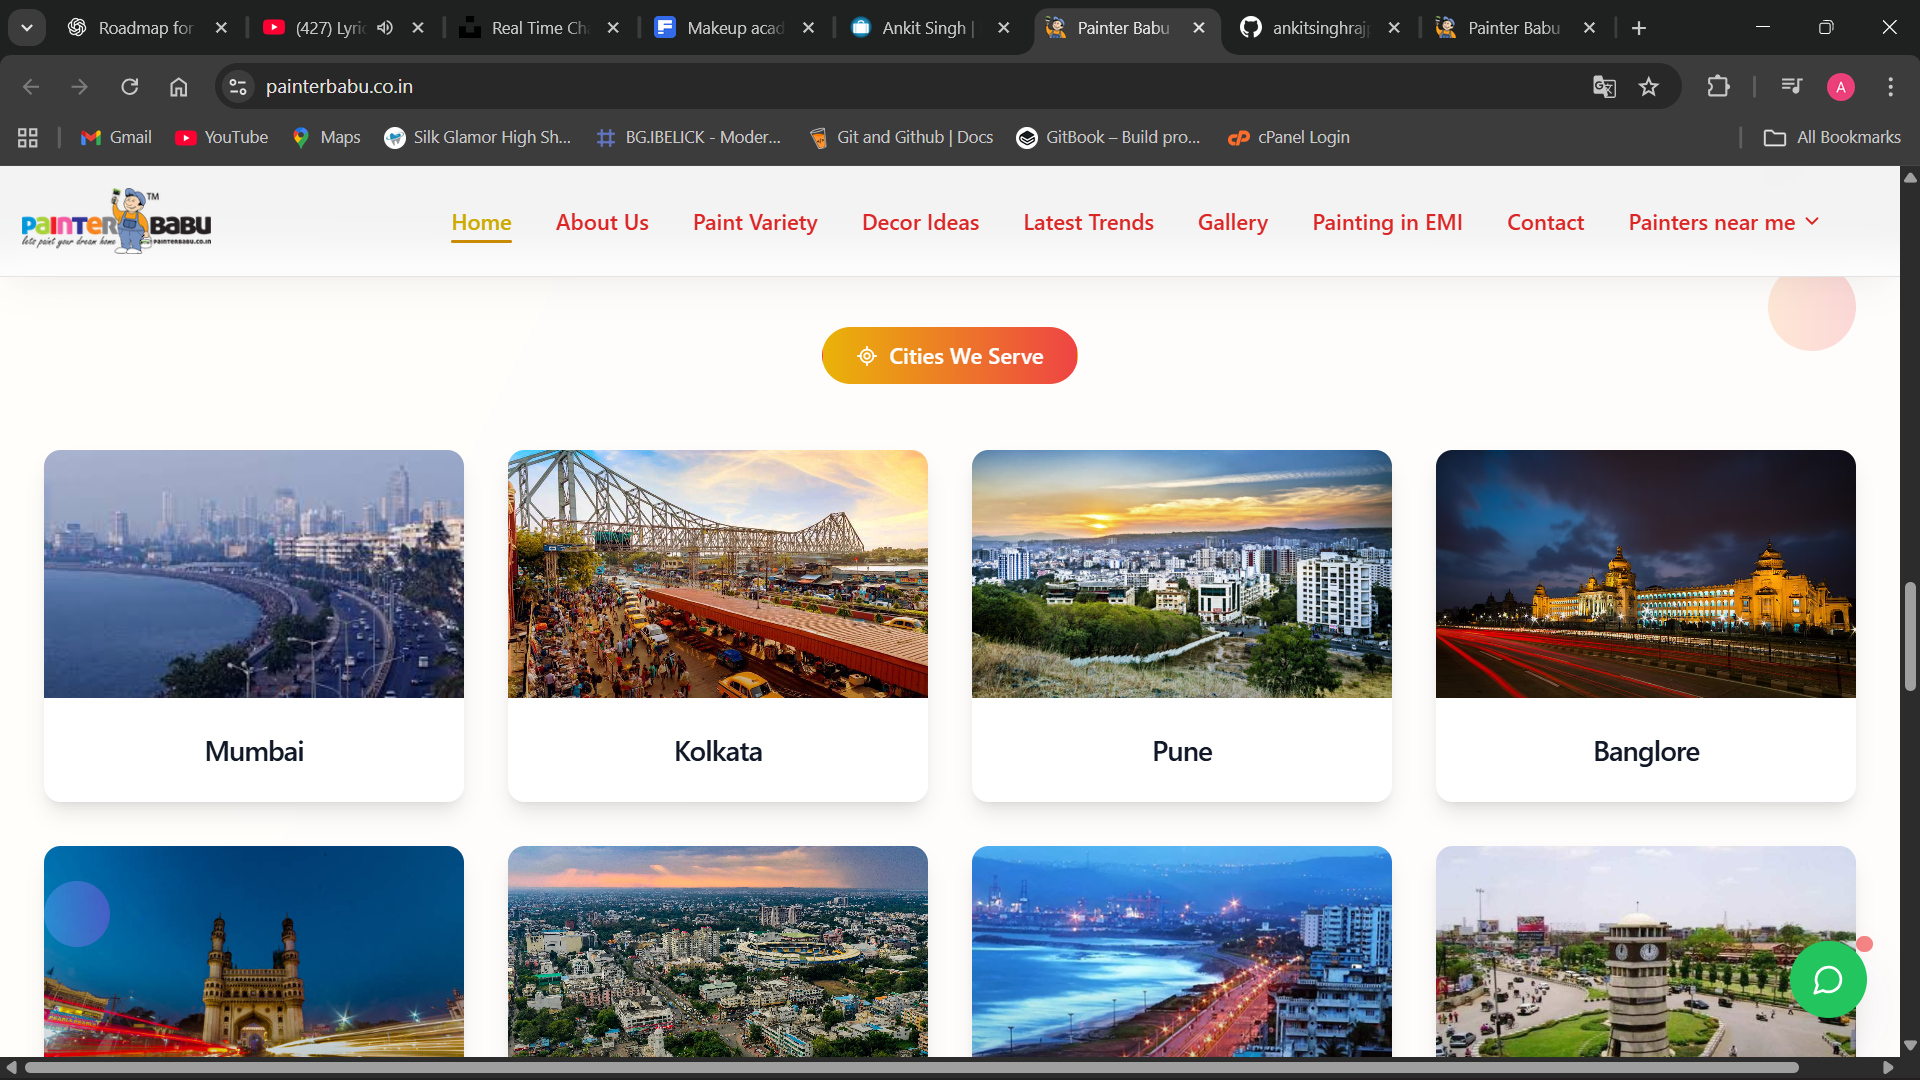 Roadmap for
(427) Lyric
Real Time Ch
Makeup acad
Ankit Singh |
Painter Babu
ankitsinghraj
Painter Babu
painterbabu.co.in
A
Gmail
YouTube
Maps
Silk Glamor High Sh...
BG.IBELICK - Moder...
Git and Github | Docs
GitBook – Build pro...
cPanel Login
All Bookmarks
PAINTER BABU TM
lets paint your dream home
PAINTERBABU.CO.IN
Home
About Us
Paint Variety
Decor Ideas
Latest Trends
Gallery
Painting in EMI
Contact
Painters near me
Cities We Serve
Mumbai
Kolkata
Pune
Banglore